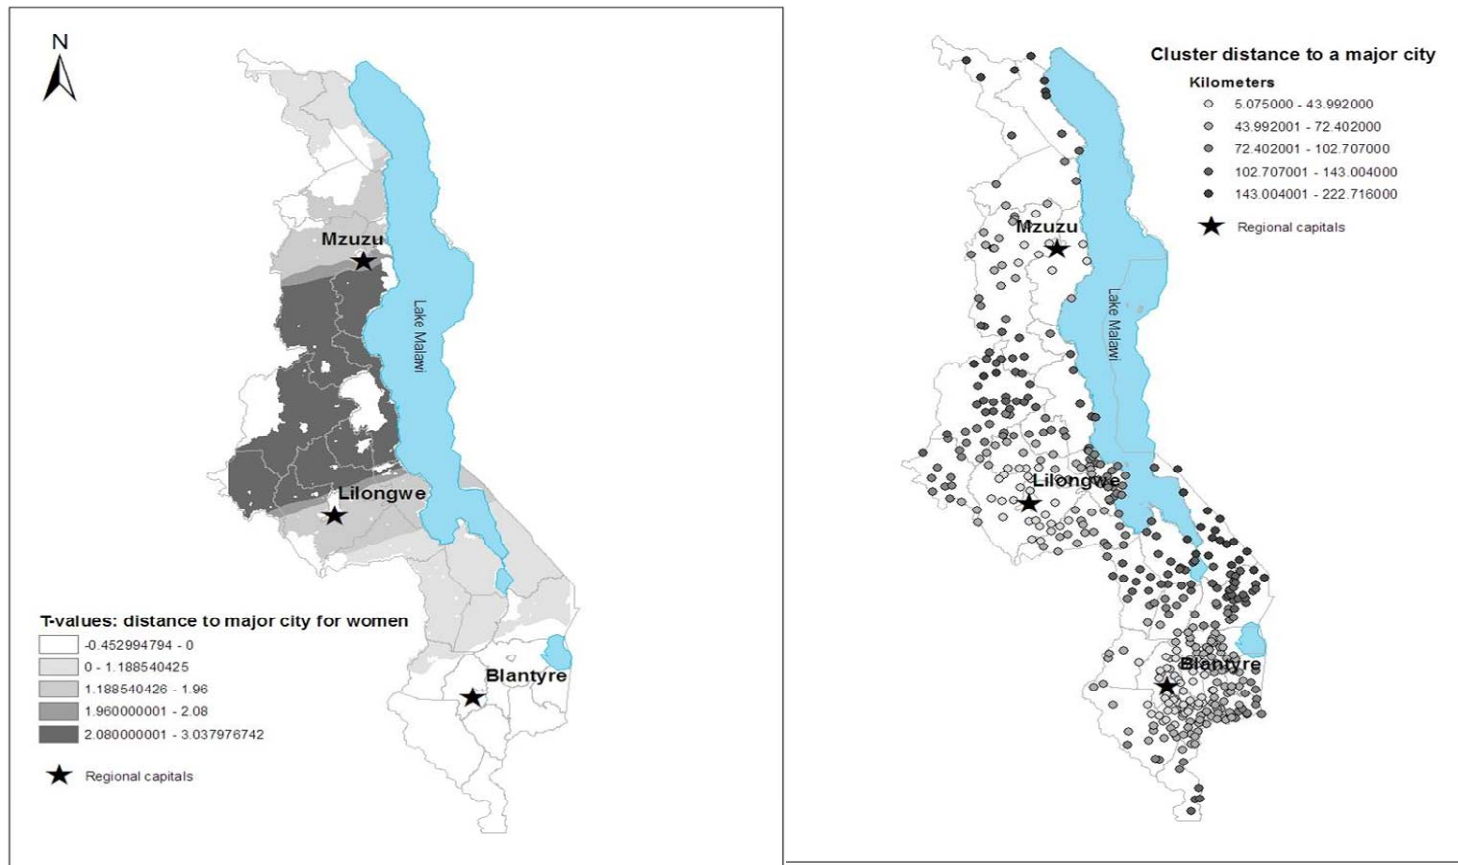 N
Mzuzu
Lake Malawi
Lilongwe
Blantyre
T-values: distance to major city for women
-0.452994794 - 0
0 - 1.188540425
1.188540426 - 1.96
1.960000001 - 2.08
2.080000001 - 3.037976742
Regional capitals
Cluster distance to a major city
Kilometers
5.075000 - 43.992000
43.992001 - 72.402000
72.402001 - 102.707000
102.707001 - 143.004000
143.004001 - 222.716000
Regional capitals
Mzuzu
Lake Malawi
Lilongwe
Blantyre